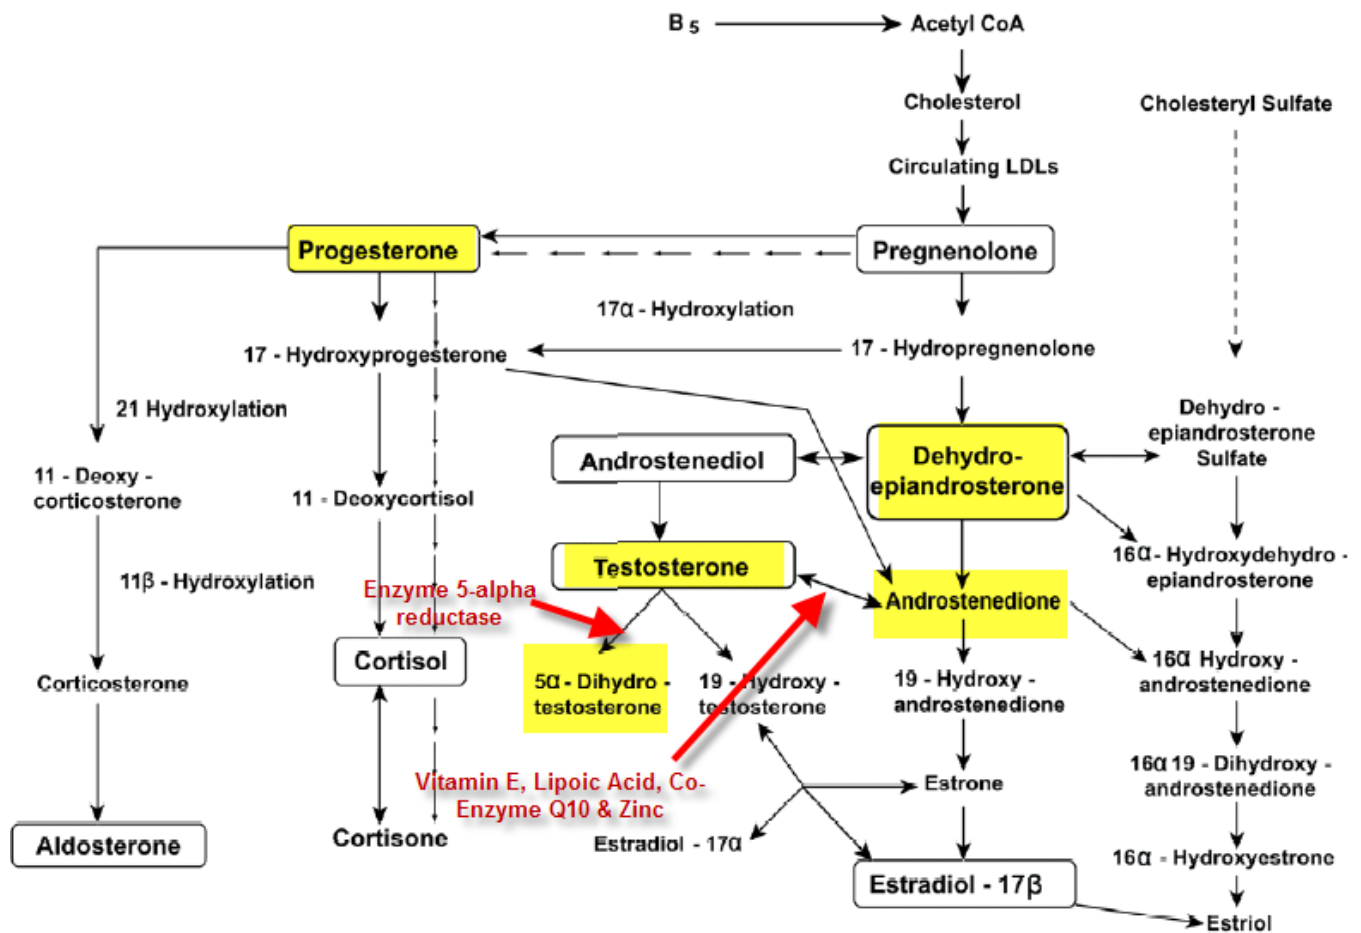 B 5
Acetyl CoA
Cholesterol
Cholesteryl Sulfate
Circulating LDLs
Progesterone
Pregnenolone
17α - Hydroxylation
17 - Hydroxyprogesterone
17 - Hydropregnenolone
21 Hydroxylation
Dehydro -
epiandrosterone
Sulfate
Androstenediol
Dehydro-
epiandrosterone
11 - Deoxy -
corticosterone
11 - Deoxycortisol
16α- Hydroxydehydro -
epiandrosterone
Testosterone
11β - Hydroxylation
Enzyme 5-alpha
reductase
Androstenedione
Cortisol
Corticosterone
5α - Dihydro -
testosterone
19 - Hydroxy -
testosterone
19 - Hydroxy -
androstenedione
16α Hydroxy -
androstenedione
Vitamin E, Lipoic Acid, Co-
Enzyme Q10 & Zinc
Estrone
16α 19 - Dihydroxy -
androstenedione
Aldosterone
Cortisone
Estradiol - 17α
16α - Hydroxyestrone
Estradiol - 17β
Estriol